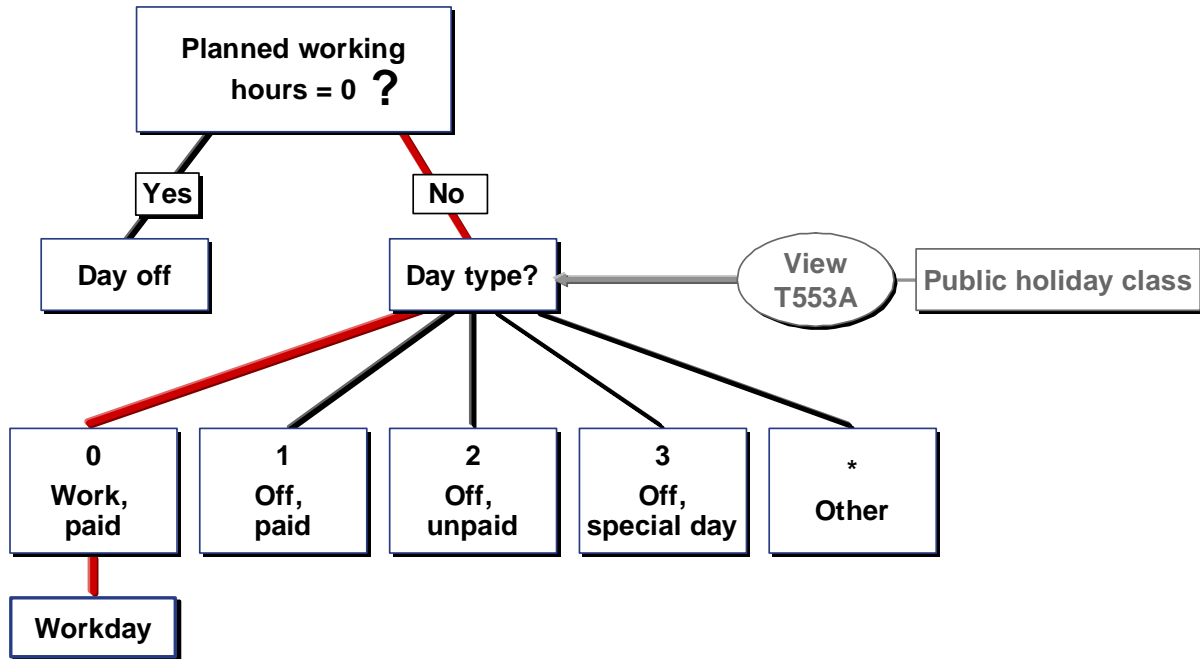 Planned working
hours = 0 ?
Yes
No
Day off
Day type?
View
T553A
Public holiday class
0
Work,
paid
1
Off,
paid
2
Off,
unpaid
3
Off,
special day
*
Other
Workday